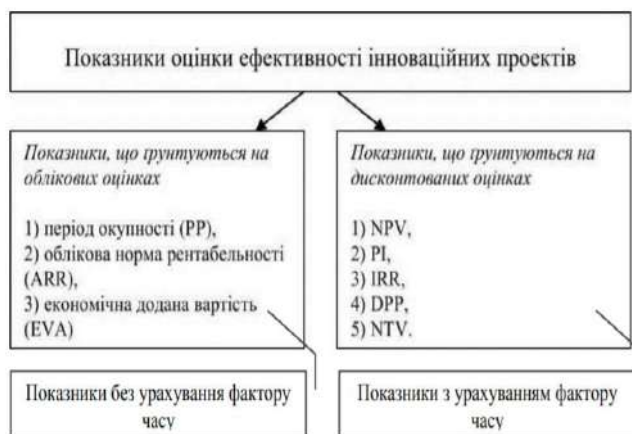 Показники оцінки ефективності інноваційних проектів
Показники, що ґрунтуються на
облікових оцінках
1) період окупності (PP),
2) облікова норма рентабельності
(ARR),
3) економічна додана вартість
(EVA)
Показники, що ґрунтуються на
дисконтованих оцінках
1) NPV,
2) PI,
3) IRR,
4) DPP,
5) NTV.
Показники без урахування фактору
часу
Показники з урахуванням фактору
часу